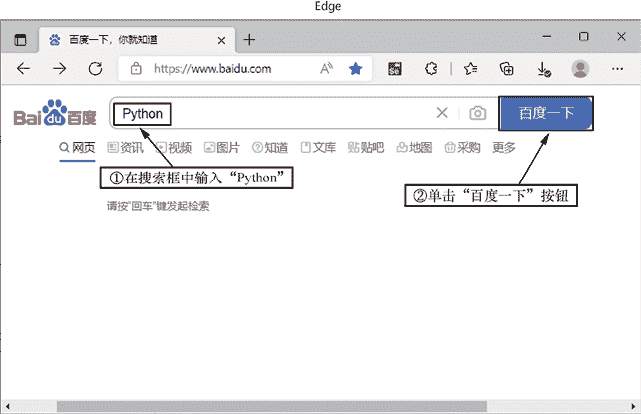 Edge
百度一下，你就知道
https://www.baidu.com
Bai du 百度
Python
百度一下
网页 资讯 视频 图片 知道 文库 贴吧 地图 采购 更多
①在搜索框中输入“Python”
②单击“百度一下”按钮
请按“回车”键发起检索